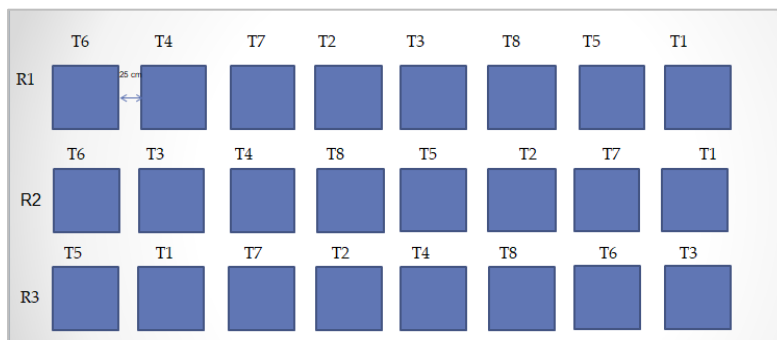 T6 T4 T7 T2 T3 T8 T5 T1
R1 25 cm
T6 T3 T4 T8 T5 T2 T7 T1
R2
T5 T1 T7 T2 T4 T8 T6 T3
R3